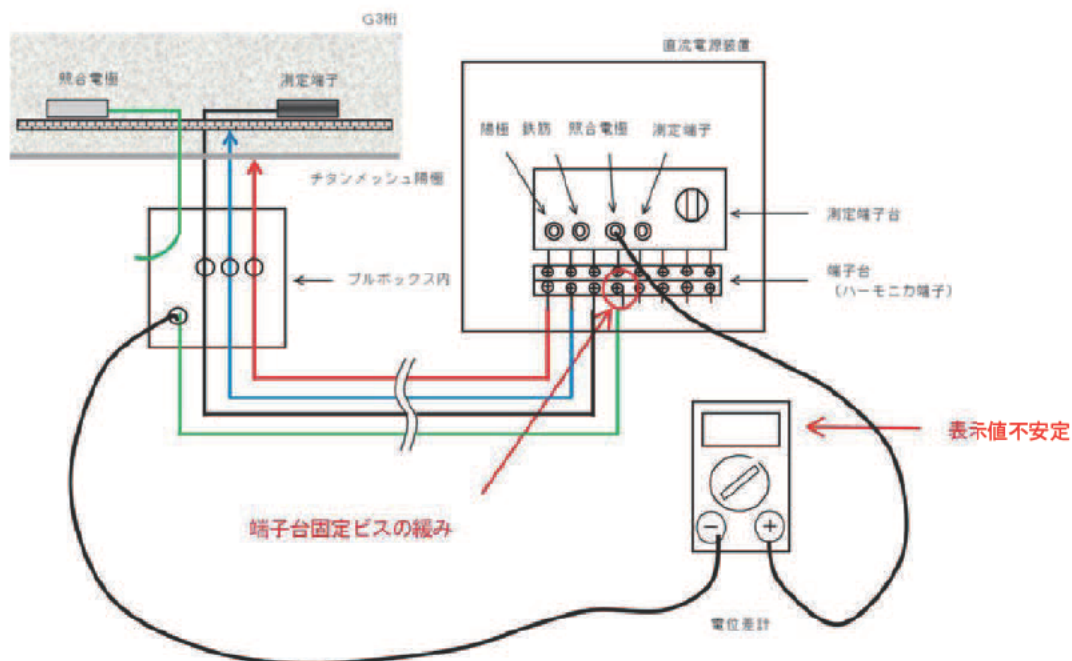 G3桁
直流電源装置
照合電極
測定端子
陽極 鉄筋 照合電極 測定端子
チタンメッシュ陽極
測定端子台
プルボックス内
端子台
（ハーモニカ端子）
表示値不安定
端子台固定ビスの緩み
− +
電位差計